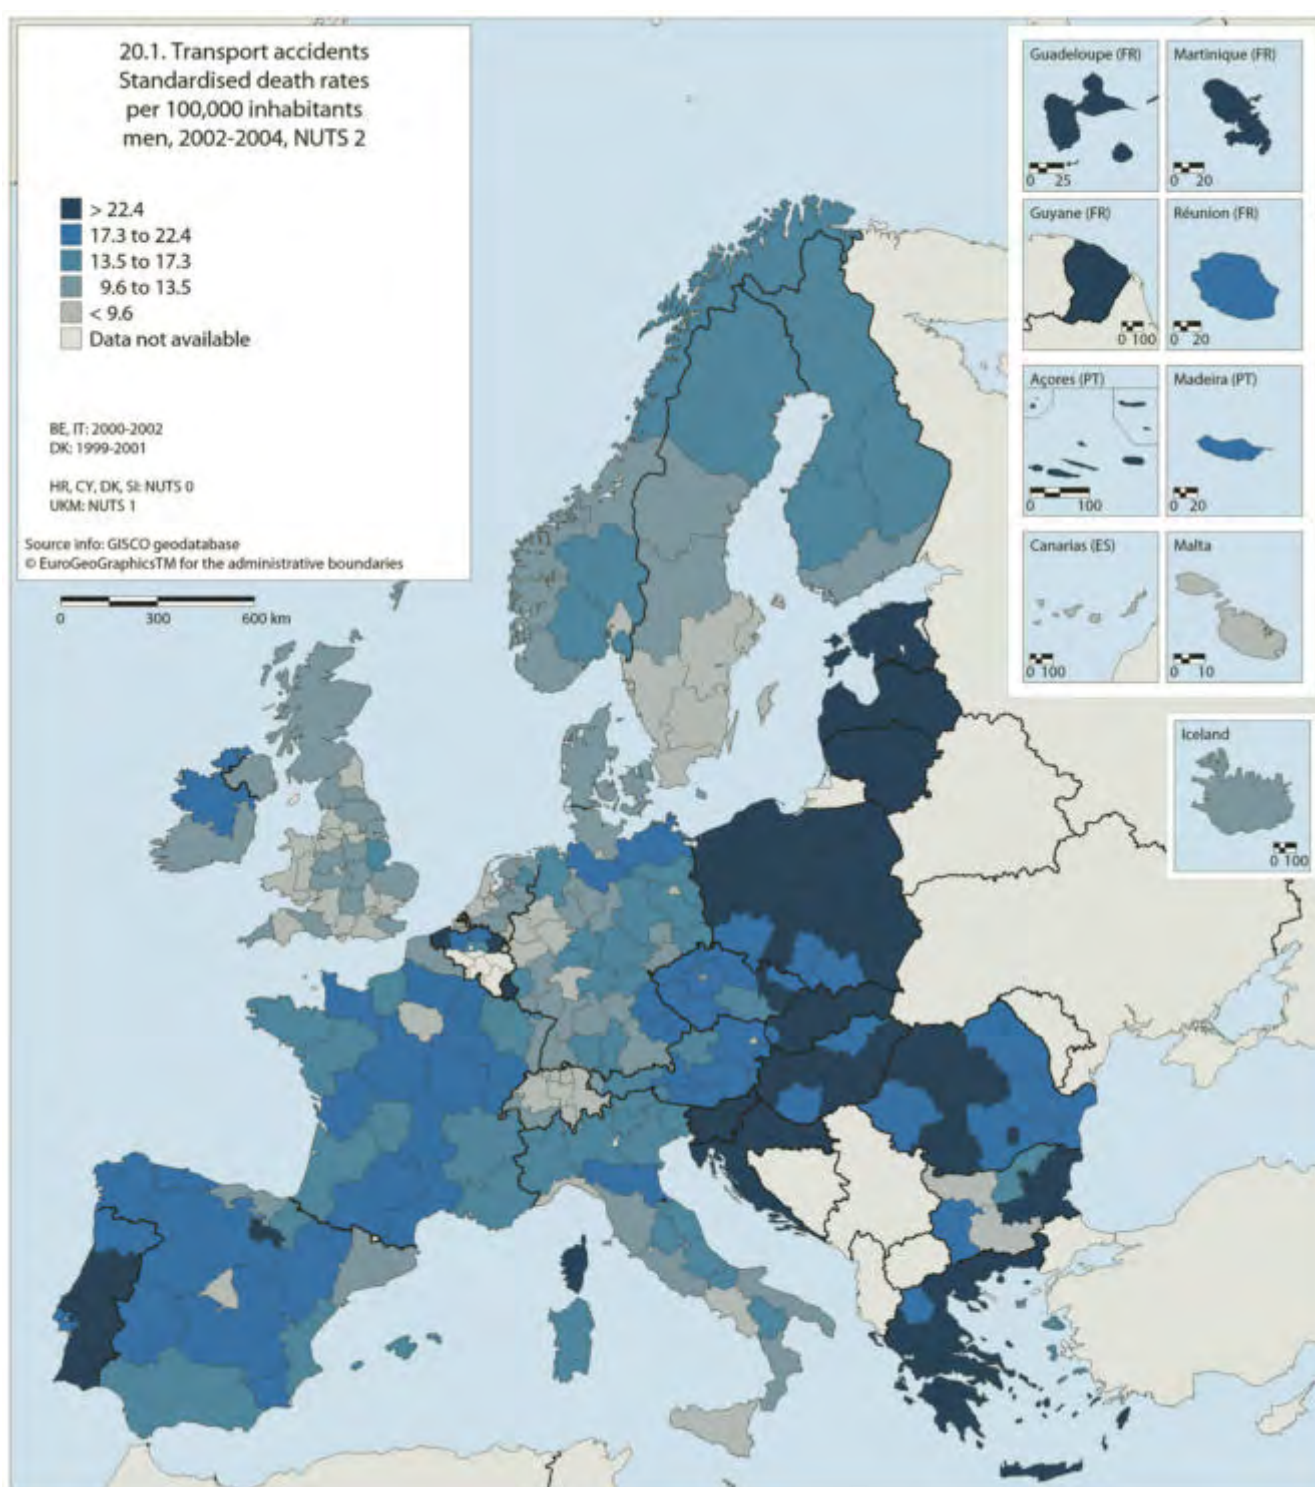 20.1. Transport accidents
Standardised death rates
per 100,000 inhabitants
men, 2002-2004, NUTS 2
> 22.4
17.3 to 22.4
13.5 to 17.3
9.6 to 13.5
< 9.6
Data not available
BE, IT: 2000-2002
DK: 1999-2001
HR, CY, DK, SI: NUTS 0
UKM: NUTS 1
Source info: GISCO geodatabase
© EuroGeoGraphicsTM for the administrative boundaries
0 300 600 km
Guadeloupe (FR)
0 25
Martinique (FR)
0 20
Guyane (FR)
0 100
Réunion (FR)
0 20
Açores (PT)
0 100
Madeira (PT)
0 20
Canarias (ES)
0 100
Malta
0 10
Iceland
0 100